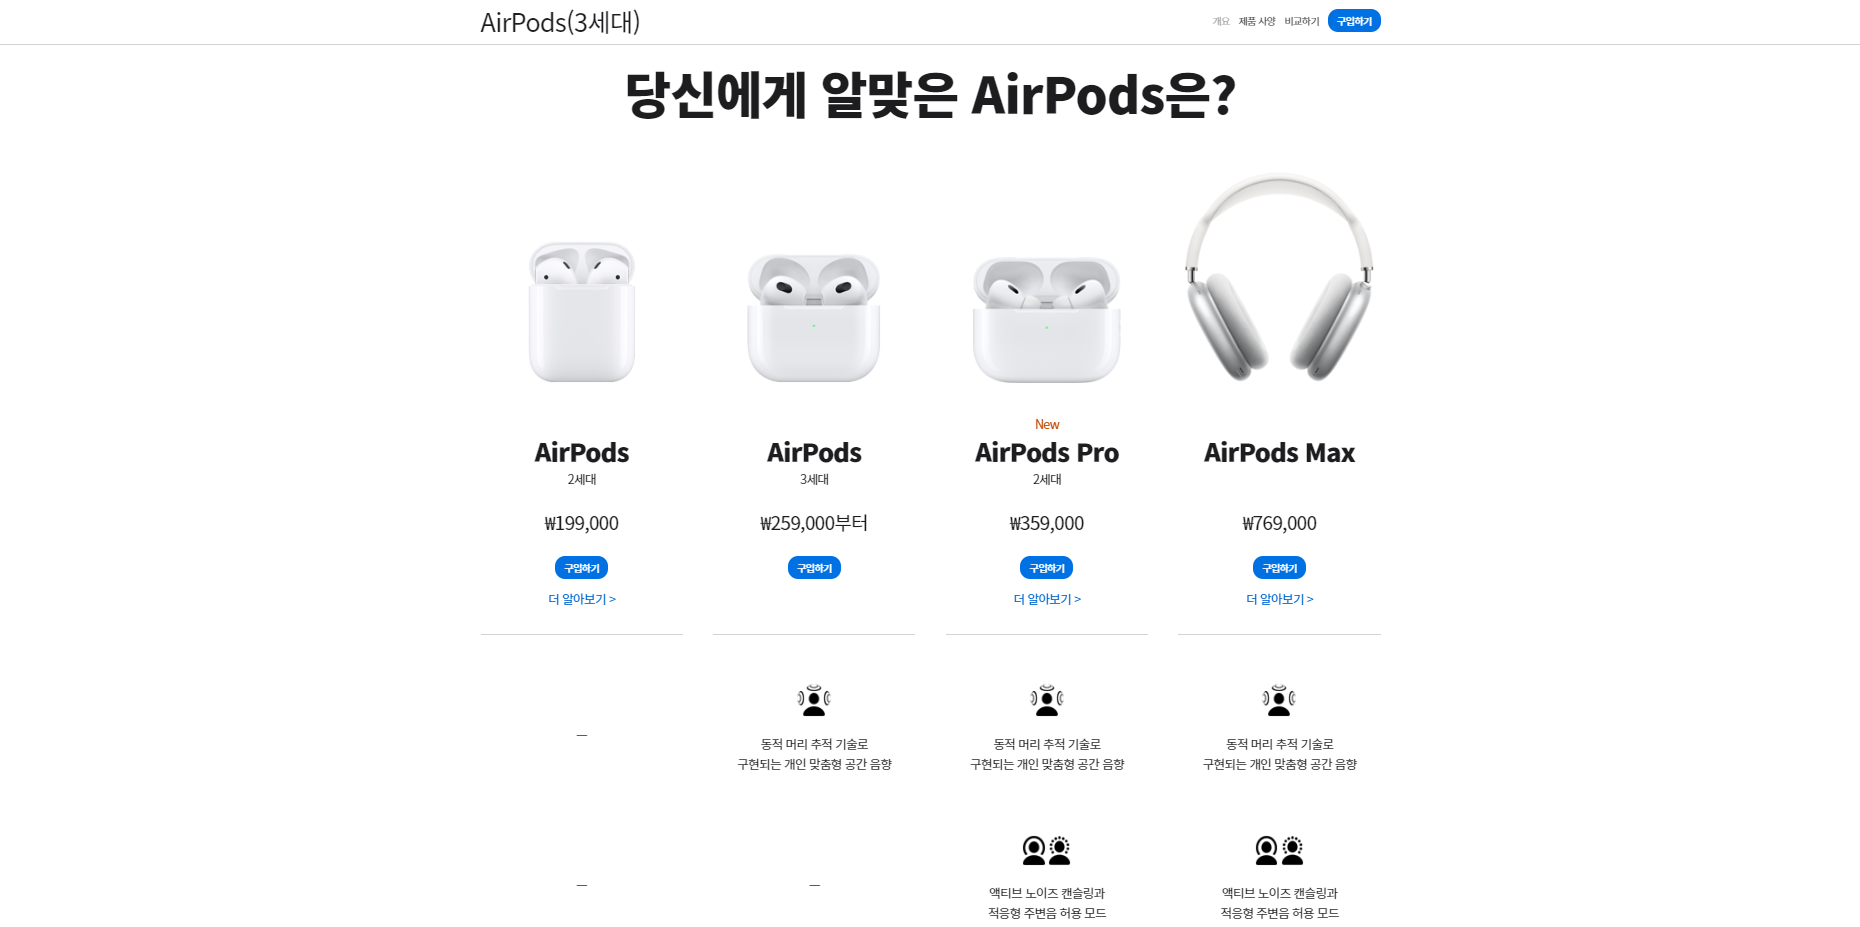 AirPods(3세대)
개요 제품 사양 비교하기 구입하기
당신에게 알맞은 AirPods은?
New
AirPods AirPods AirPods Pro AirPods Max
2세대 3세대 2세대
₩199,000 ₩259,000부터 ₩359,000 ₩769,000
구입하기 구입하기 구입하기 구입하기
더 알아보기 > 더 알아보기 > 더 알아보기 >
— 동적 머리 추적 기술로 동적 머리 추적 기술로 동적 머리 추적 기술로
구현되는 개인 맞춤형 공간 음향 구현되는 개인 맞춤형 공간 음향 구현되는 개인 맞춤형 공간 음향
— — 액티브 노이즈 캔슬링과 액티브 노이즈 캔슬링과
적응형 주변음 허용 모드 적응형 주변음 허용 모드